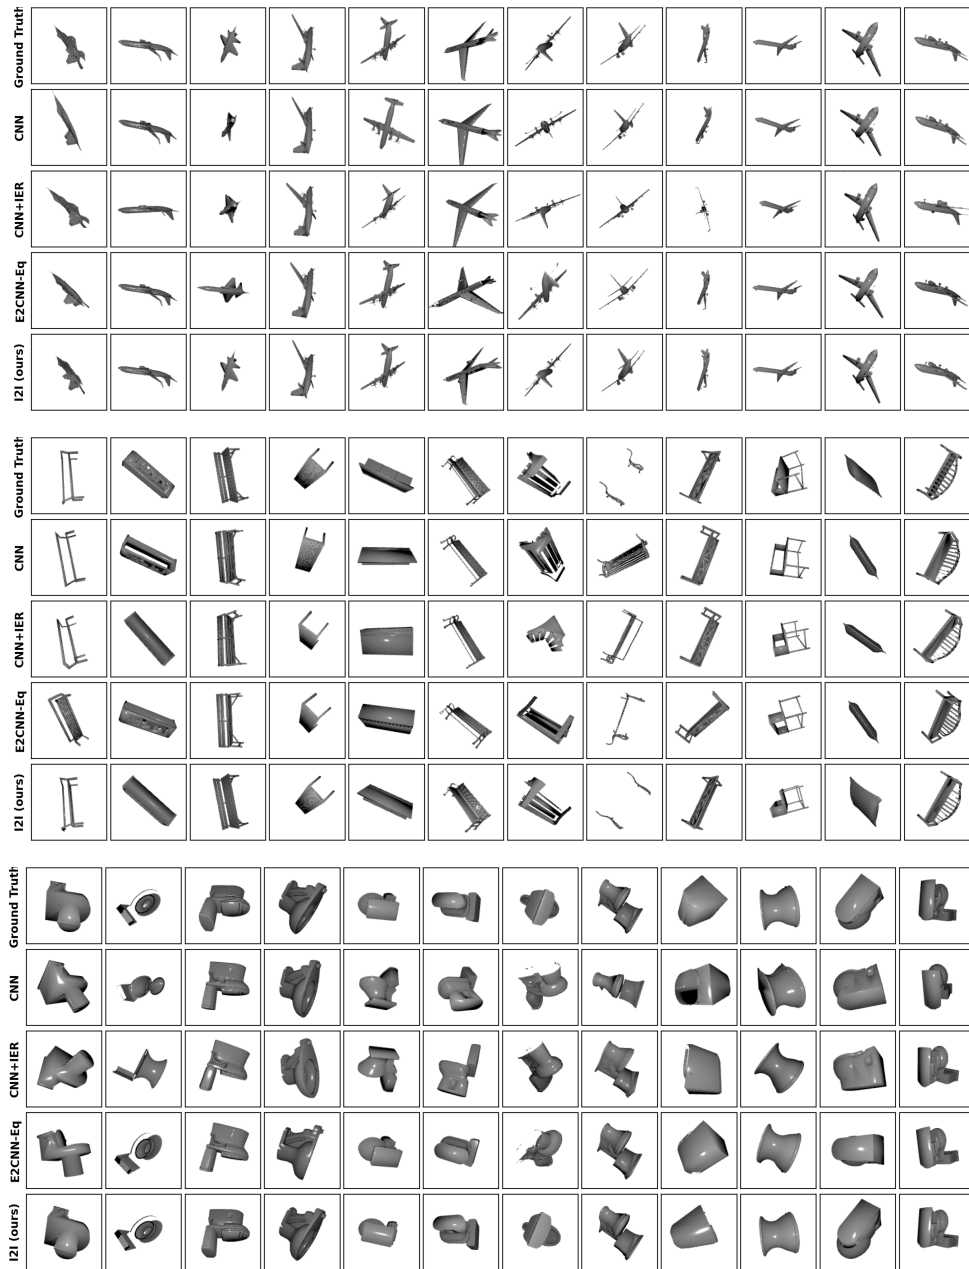 Ground Truth
CNN
CNN+IER
E2CNN-Eq
I2I (ours)
Ground Truth
CNN
CNN+IER
E2CNN-Eq
I2I (ours)
Ground Truth
CNN
CNN+IER
E2CNN-Eq
I2I (ours)